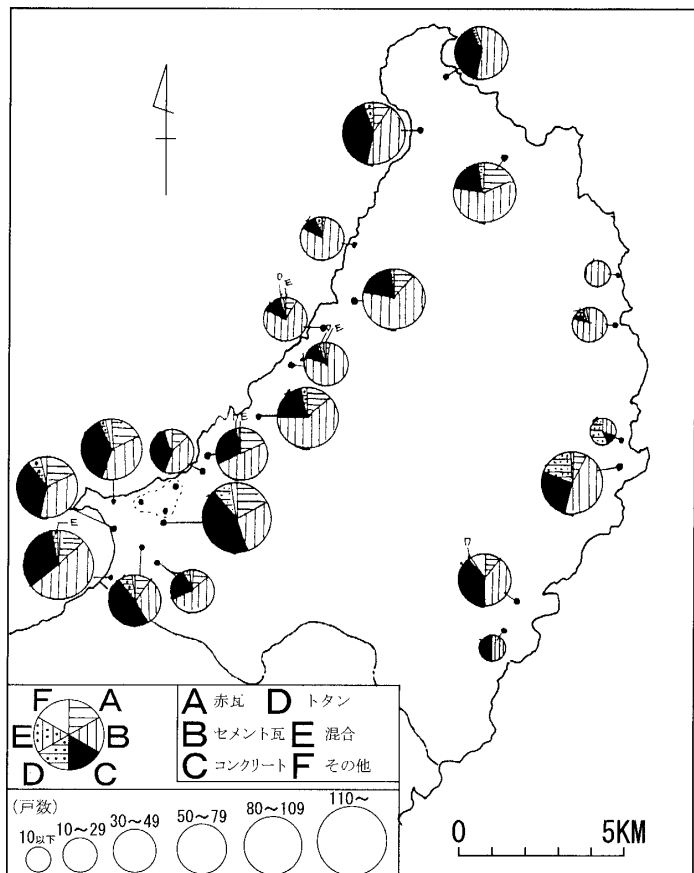 D
E
D E
E
E
D
F A
E B
D C
A 赤瓦 D トタン
B セメント瓦 E 混合
C コンクリート F その他
(戸数)
10以下 10～29 30～49 50～79 80～109 110～
0 5KM